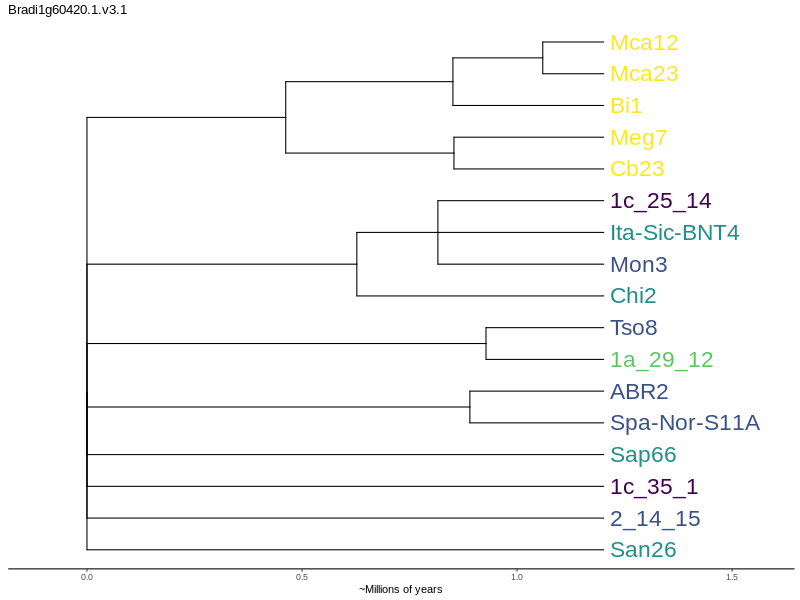 Bradi1g60420.1.v3.1
Mca12
Mca23
Bi1
Meg7
Cb23
1c_25_14
Ita-Sic-BNT4
Mon3
Chi2
Tso8
1a_29_12
ABR2
Spa-Nor-S11A
Sap66
1c_35_1
2_14_15
San26
0.0 0.5 1.0 1.5
~Millions of years